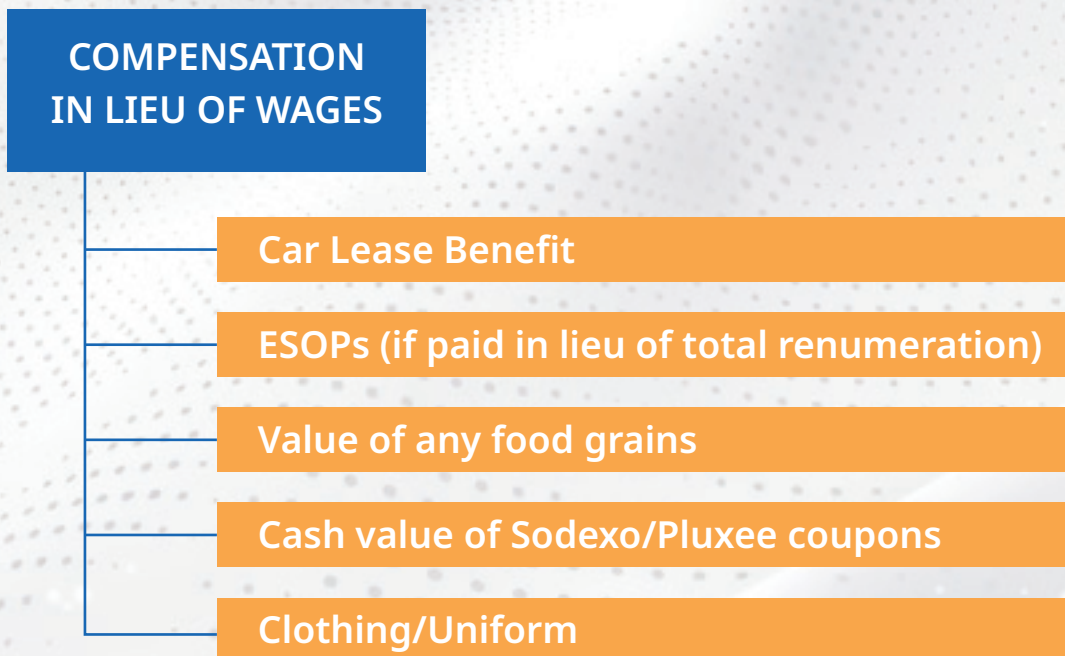 COMPENSATION
IN LIEU OF WAGES
Car Lease Benefit
ESOPs (if paid in lieu of total renumeration)
Value of any food grains
Cash value of Sodexo/Pluxee coupons
Clothing/Uniform